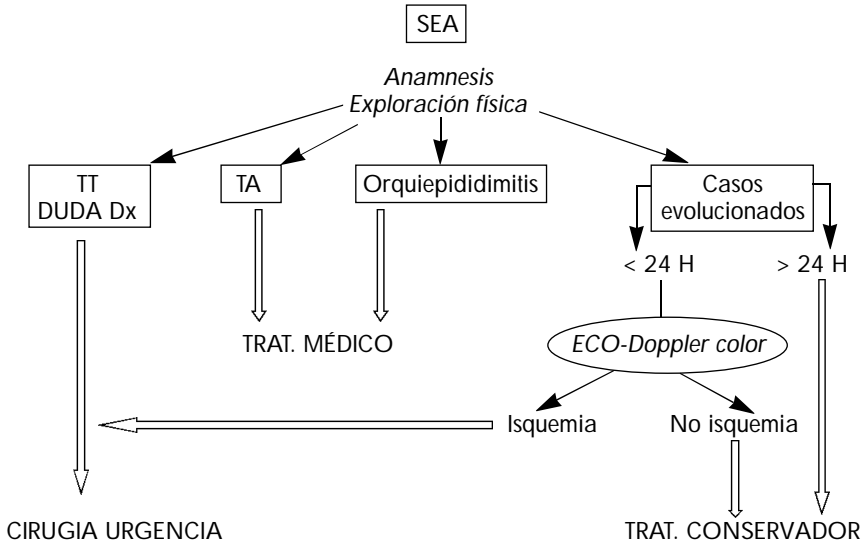 SEA
Anamnesis
Exploración física
TT
DUDA Dx
TA
Orquiepididimitis
Casos
evolucionados
< 24 H
> 24 H
TRAT. MÉDICO
ECO-Doppler color
Isquemia
No isquemia
CIRUGIA URGENCIA
TRAT. CONSERVADOR